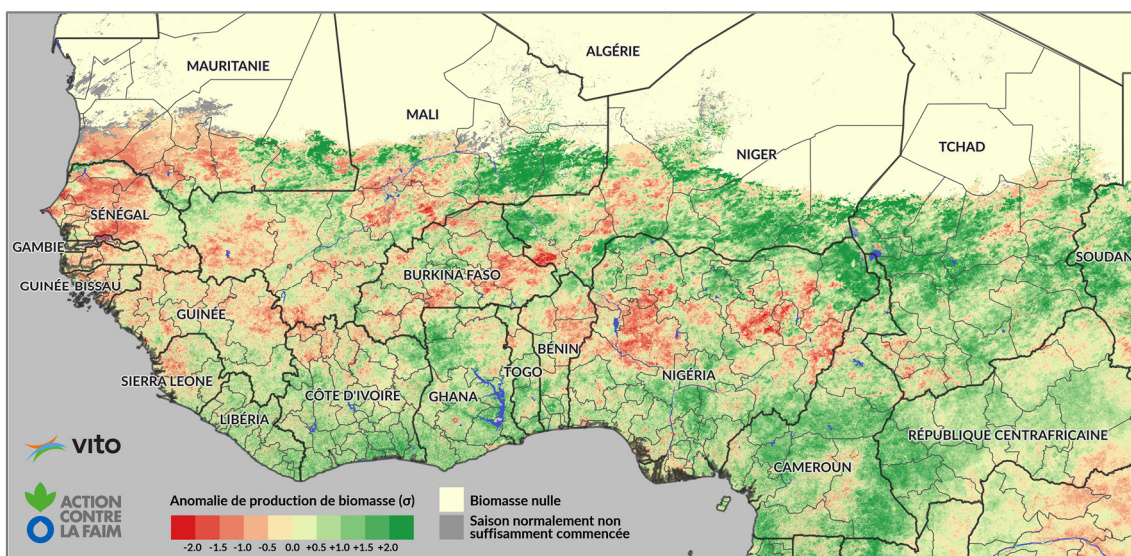 ALGÉRIE
MAURITANIE
MALI
NIGER
TCHAD
SÉNÉGAL
GAMBIE
SOUDAN
BURKINA FASO
GUINÉE BISSAU
GUINÉE
BÉNIN
TOGO
NIGÉRIA
SIERRA LEONE
CÔTE D'IVOIRE
GHANA
LIBÉRIA
RÉPUBLIQUE CENTRAFRICAINE
CAMEROUN
vito
ACTION
CONTRE
LA FAIM
Anomalie de production de biomasse (σ)
-2.0 -1.5 -1.0 -0.5 0.0 +0.5 +1.0 +1.5 +2.0
Biomasse nulle
Saison normalement non
suffisamment commencée